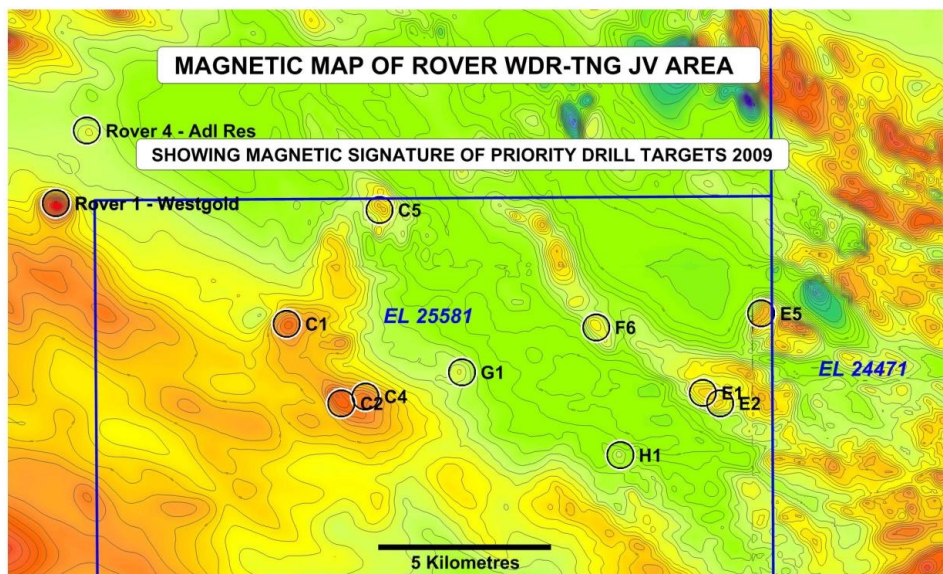 MAGNETIC MAP OF ROVER WDR-TNG JV AREA
Rover 4 - Adl Res
SHOWING MAGNETIC SIGNATURE OF PRIORITY DRILL TARGETS 2009
Rover 1 - Westgold
C5
EL 25581
C1
F6
E5
G1
EL 24471
C4
C2
E1
E2
H1
5 Kilometres